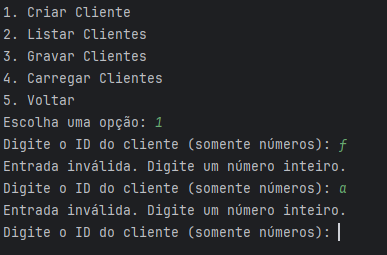 1. Criar Cliente
2. Listar Clientes
3. Gravar Clientes
4. Carregar Clientes
5. Voltar
Escolha uma opção: 1
Digite o ID do cliente (somente números): f
Entrada inválida. Digite um número inteiro.
Digite o ID do cliente (somente números): a
Entrada inválida. Digite um número inteiro.
Digite o ID do cliente (somente números):